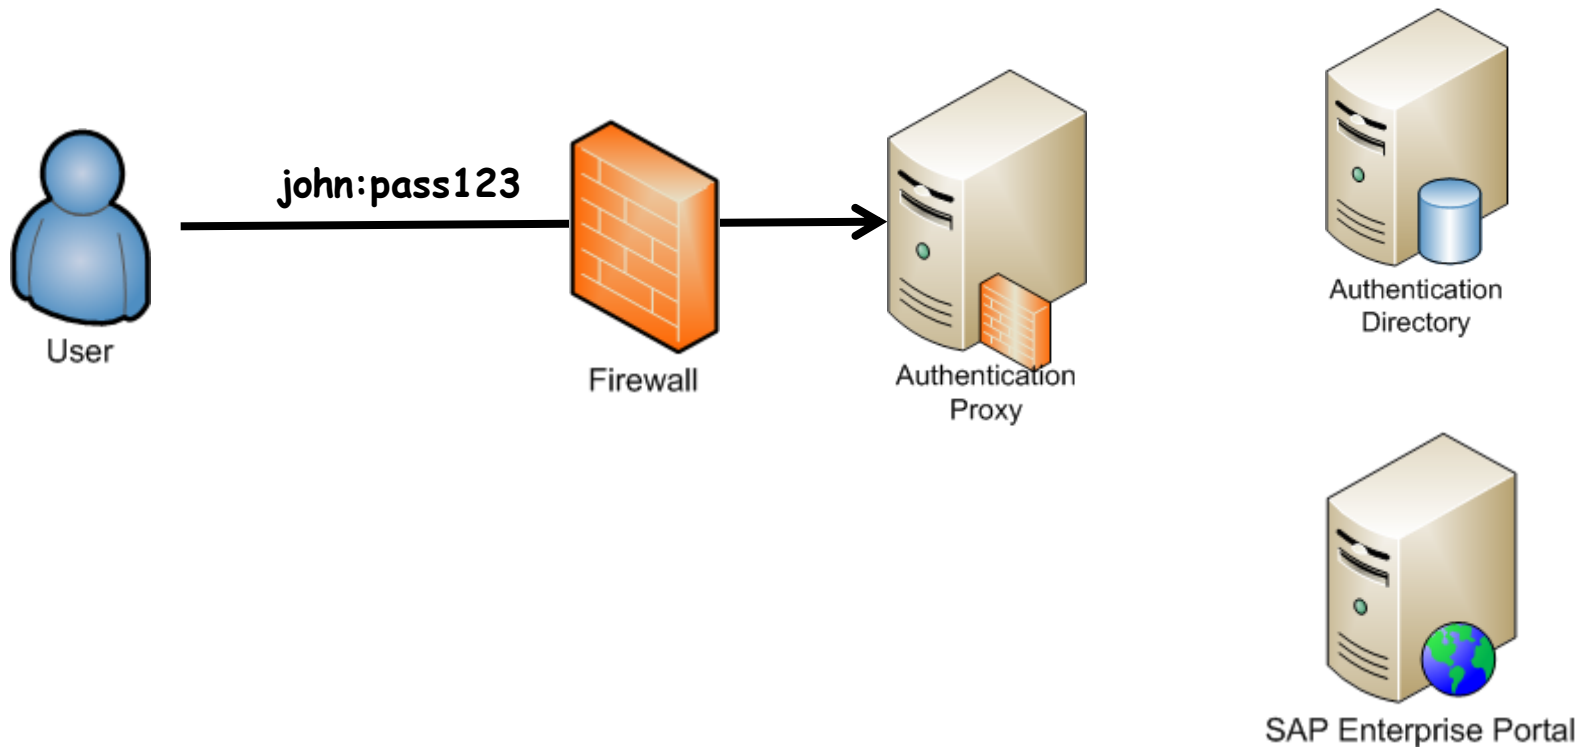 john:pass123
User
Firewall
Authentication
Proxy
Authentication
Directory
SAP Enterprise Portal